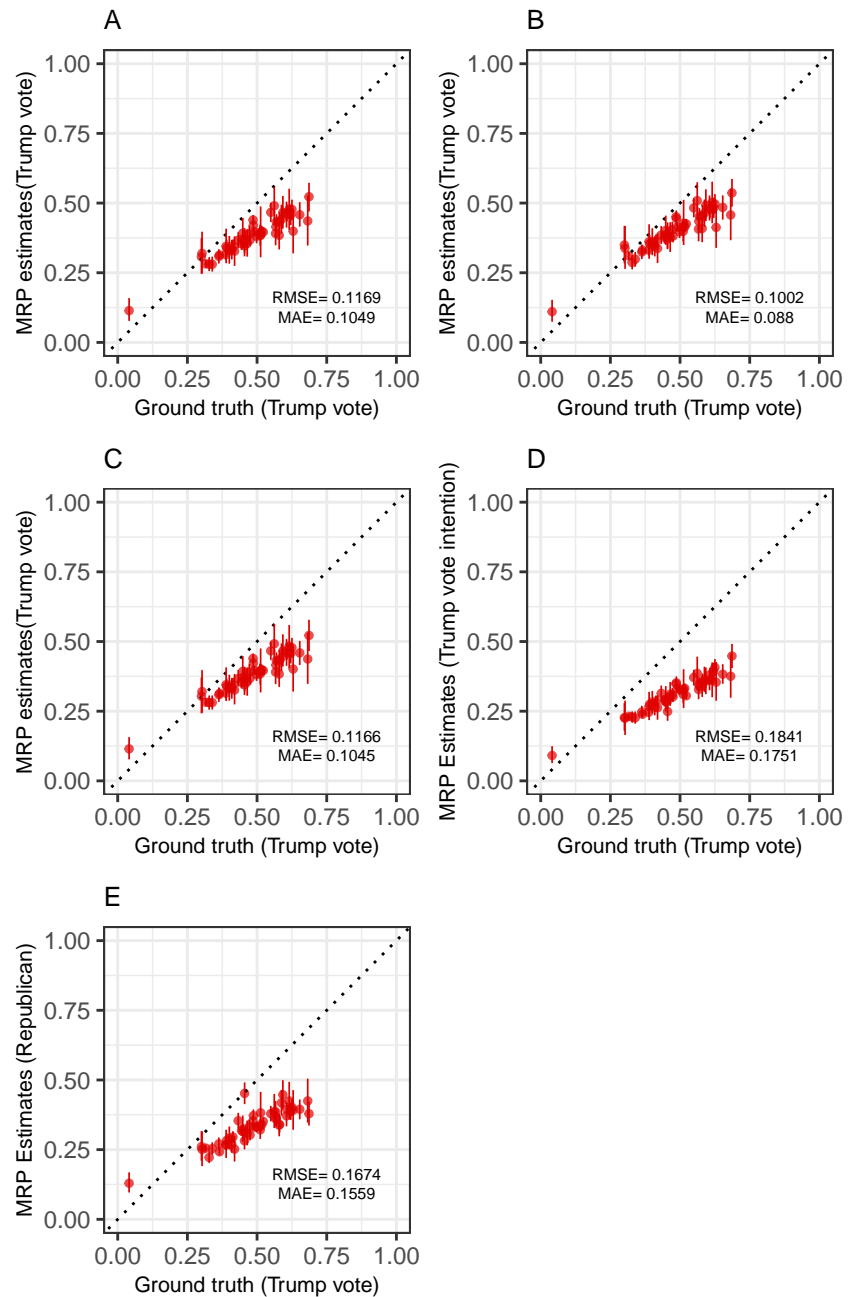 A
MRP estimates(Trump vote)
1.00
0.75
0.50
0.25
0.00
RMSE= 0.1169
MAE= 0.1049
0.00 0.25 0.50 0.75 1.00
Ground truth (Trump vote)
B
MRP estimates(Trump vote)
1.00
0.75
0.50
0.25
0.00
RMSE= 0.1002
MAE= 0.088
0.00 0.25 0.50 0.75 1.00
Ground truth (Trump vote)
C
MRP estimates(Trump vote)
1.00
0.75
0.50
0.25
0.00
RMSE= 0.1166
MAE= 0.1045
0.00 0.25 0.50 0.75 1.00
Ground truth (Trump vote)
D
MRP Estimates (Trump vote intention)
1.00
0.75
0.50
0.25
0.00
RMSE= 0.1841
MAE= 0.1751
0.00 0.25 0.50 0.75 1.00
Ground truth (Trump vote)
E
MRP Estimates (Republican)
1.00
0.75
0.50
0.25
0.00
RMSE= 0.1674
MAE= 0.1559
0.00 0.25 0.50 0.75 1.00
Ground truth (Trump vote)